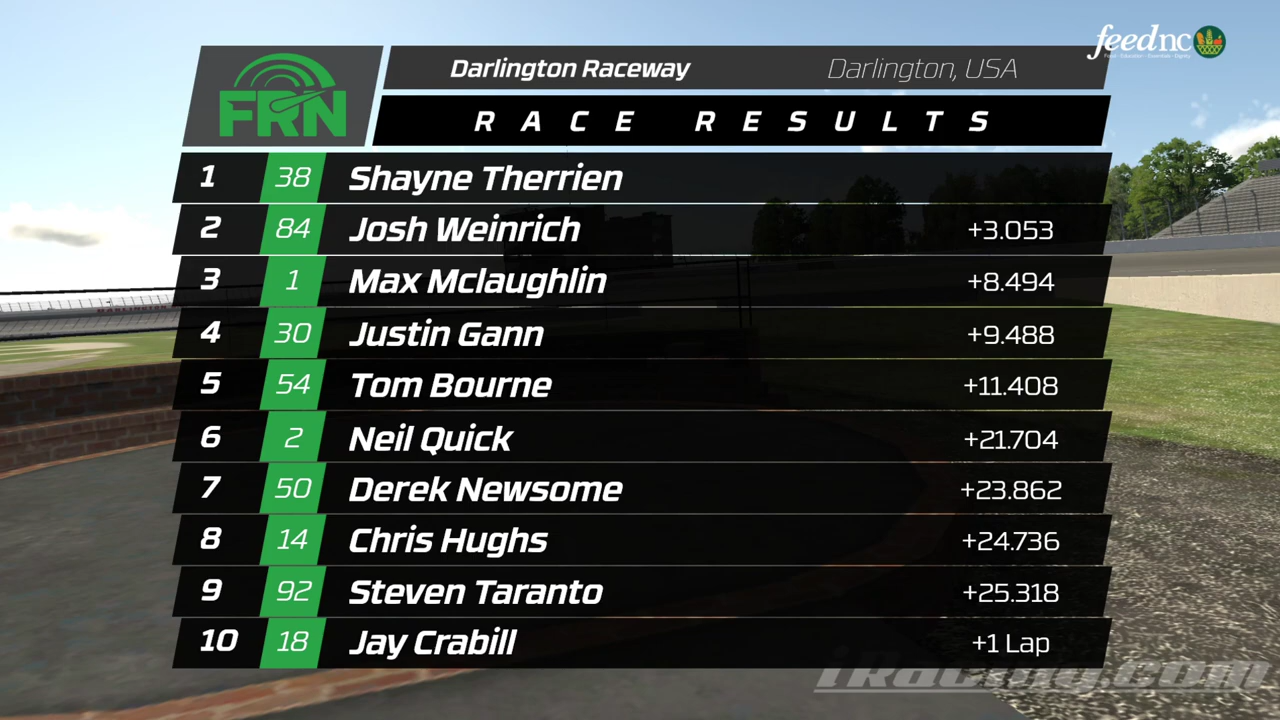 feednc
FRN
Darlington Raceway Darlington, USA
RACE RESULTS
1 38 Shayne Therrien
2 84 Josh Weinrich +3.053
3 1 Max Mclaughlin +8.494
4 30 Justin Gann +9.488
5 54 Tom Bourne +11.408
6 2 Neil Quick +21.704
7 50 Derek Newsome +23.862
8 14 Chris Hughs +24.736
9 92 Steven Taranto +25.318
10 18 Jay Crabill +1 Lap
iRacing.com